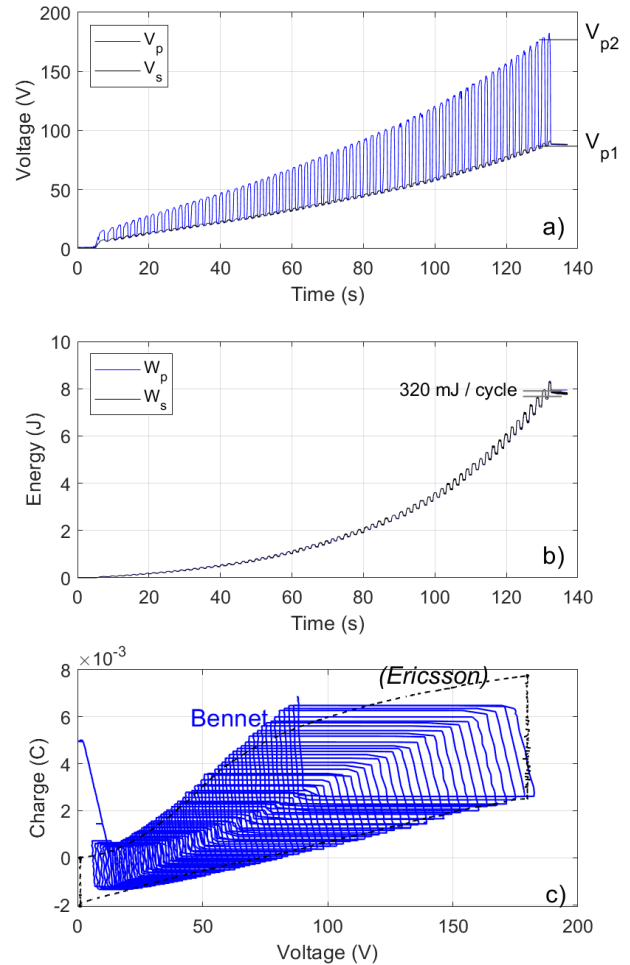 200
150
100
50
0
Voltage (V)
V_p
V_s
V_p2
V_p1
a)
0 20 40 60 80 100 120 140
Time (s)
10
8
6
4
2
0
Energy (J)
W_p
W_s
320 mJ / cycle
b)
0 20 40 60 80 100 120 140
Time (s)
×10^-3
8
6
4
2
0
-2
Charge (C)
(Ericsson)
Bennet
c)
0 50 100 150 200
Voltage (V)